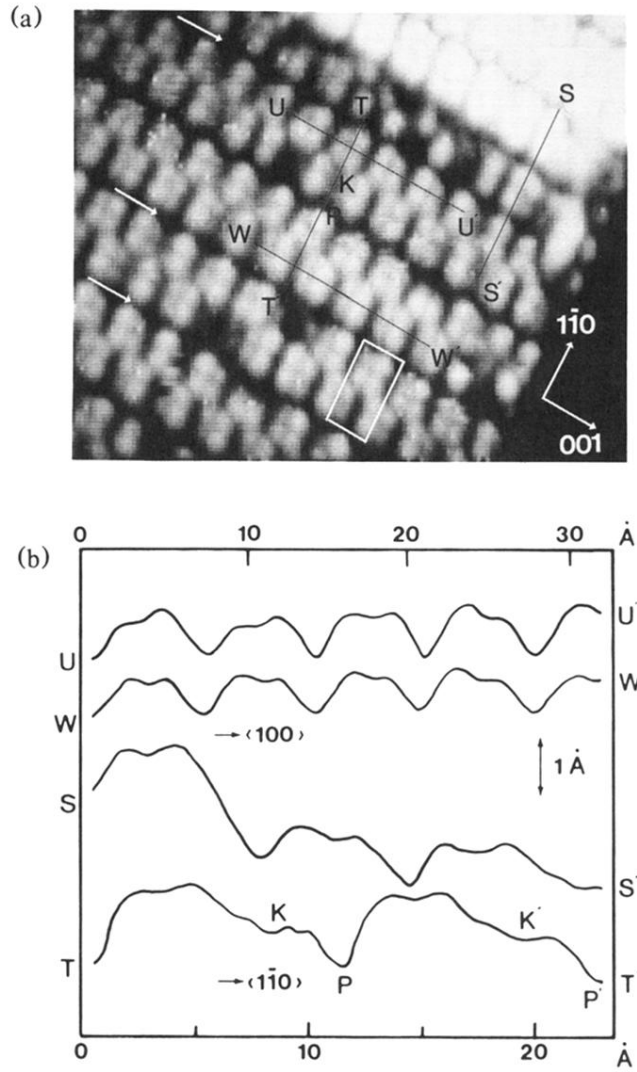 (a)
S
U T
K
P
W U'
T' S'
W'
11̄0
001
(b)
0 10 20 30 Å
U U'
W W'
→ ⟨100⟩
1 Å
S S'
K K'
T T'
→ ⟨11̄0⟩ P P'
0 10 20 Å